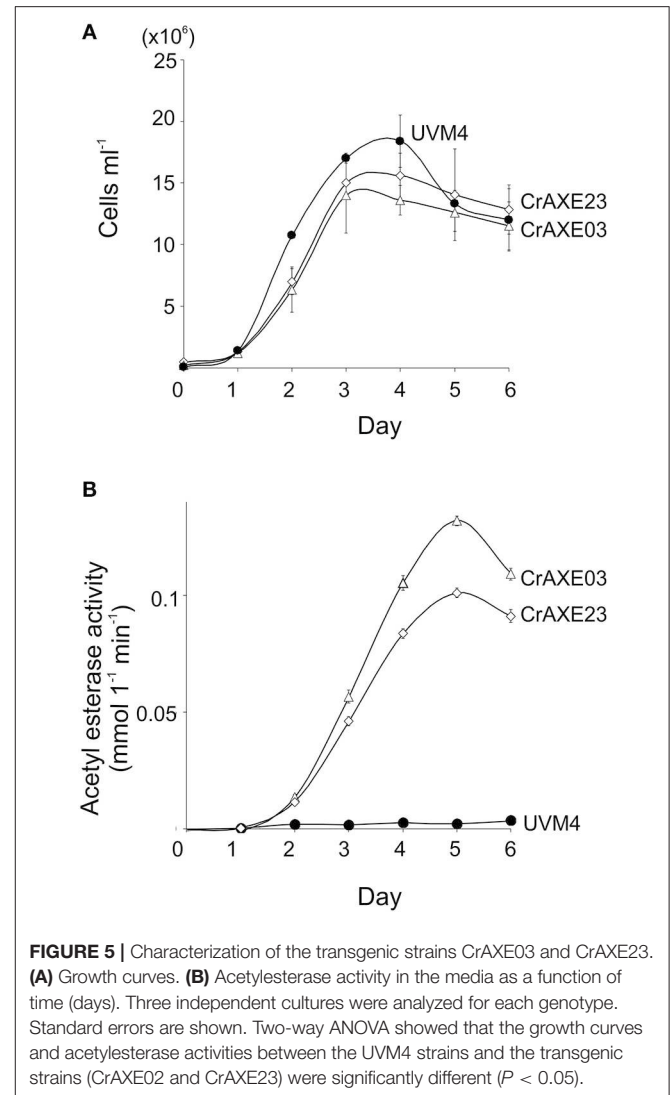 A
(x10⁶)
25
20
15
10
5
Cells ml⁻¹
UVM4
CrAXE23
CrAXE03
0 1 2 3 4 5 6
Day
B
0.1
0.05
Acetyl esterase activity
(mmol 1⁻¹ min⁻¹)
CrAXE03
CrAXE23
UVM4
0 1 2 3 4 5 6
Day
FIGURE 5 | Characterization of the transgenic strains CrAXE03 and CrAXE23.
(A) Growth curves. (B) Acetylesterase activity in the media as a function of
time (days). Three independent cultures were analyzed for each genotype.
Standard errors are shown. Two-way ANOVA showed that the growth curves
and acetylesterase activities between the UVM4 strains and the transgenic
strains (CrAXE02 and CrAXE23) were significantly different (P < 0.05).